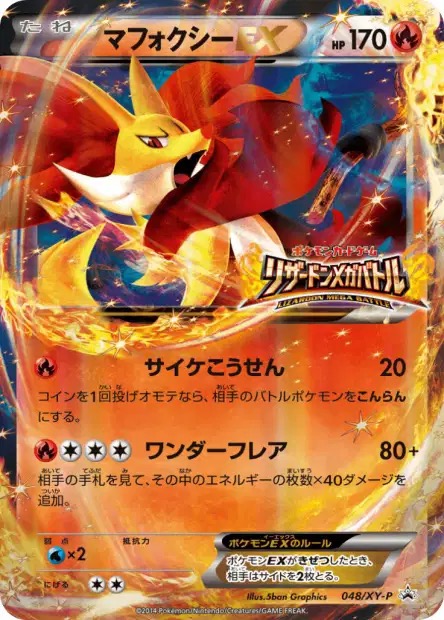 たね
マフォクシーEX
HP 170
ポケモンカードゲーム
リザードンメガバトル
LIZARDON MEGA BATTLE
サイケこうせん 20
コインを1回投げオモテなら、相手のバトルポケモンをこんらん
にする。
ワンダーフレア 80+
相手の手札を見て、その中のエネルギーの枚数×40ダメージを
追加。
弱点 抵抗力
×2
にげる
ポケモンEXのルール
ポケモンEXがきぜつしたとき、
相手はサイドを2枚とる。
Illus.5ban Graphics 048/XY-P
©2014 Pokémon/Nintendo/Creatures/GAME FREAK.